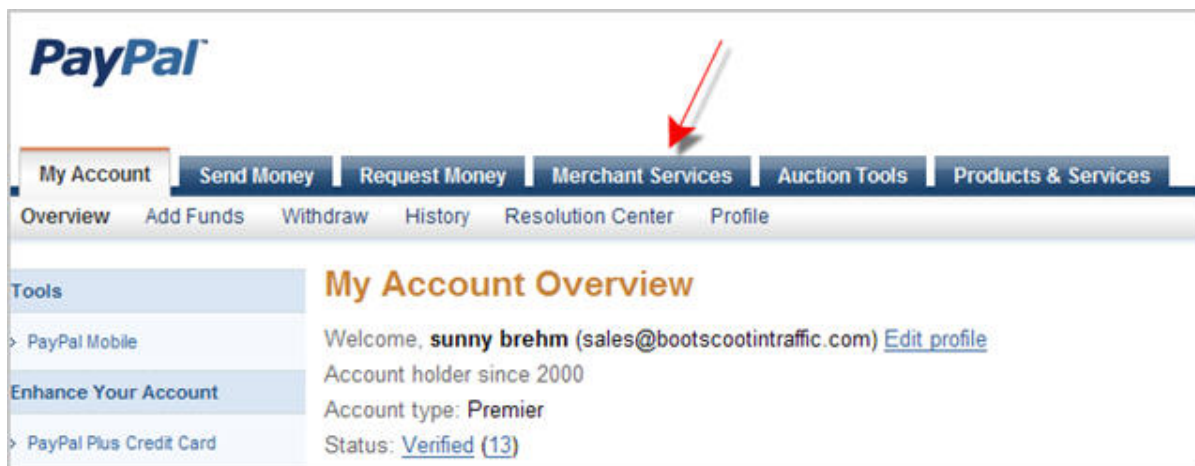 PayPal™
My Account Send Money Request Money Merchant Services Auction Tools Products & Services
Overview Add Funds Withdraw History Resolution Center Profile
Tools
› PayPal Mobile
Enhance Your Account
› PayPal Plus Credit Card
My Account Overview
Welcome, sunny brehm (sales@bootscootintraffic.com) Edit profile
Account holder since 2000
Account type: Premier
Status: Verified (13)